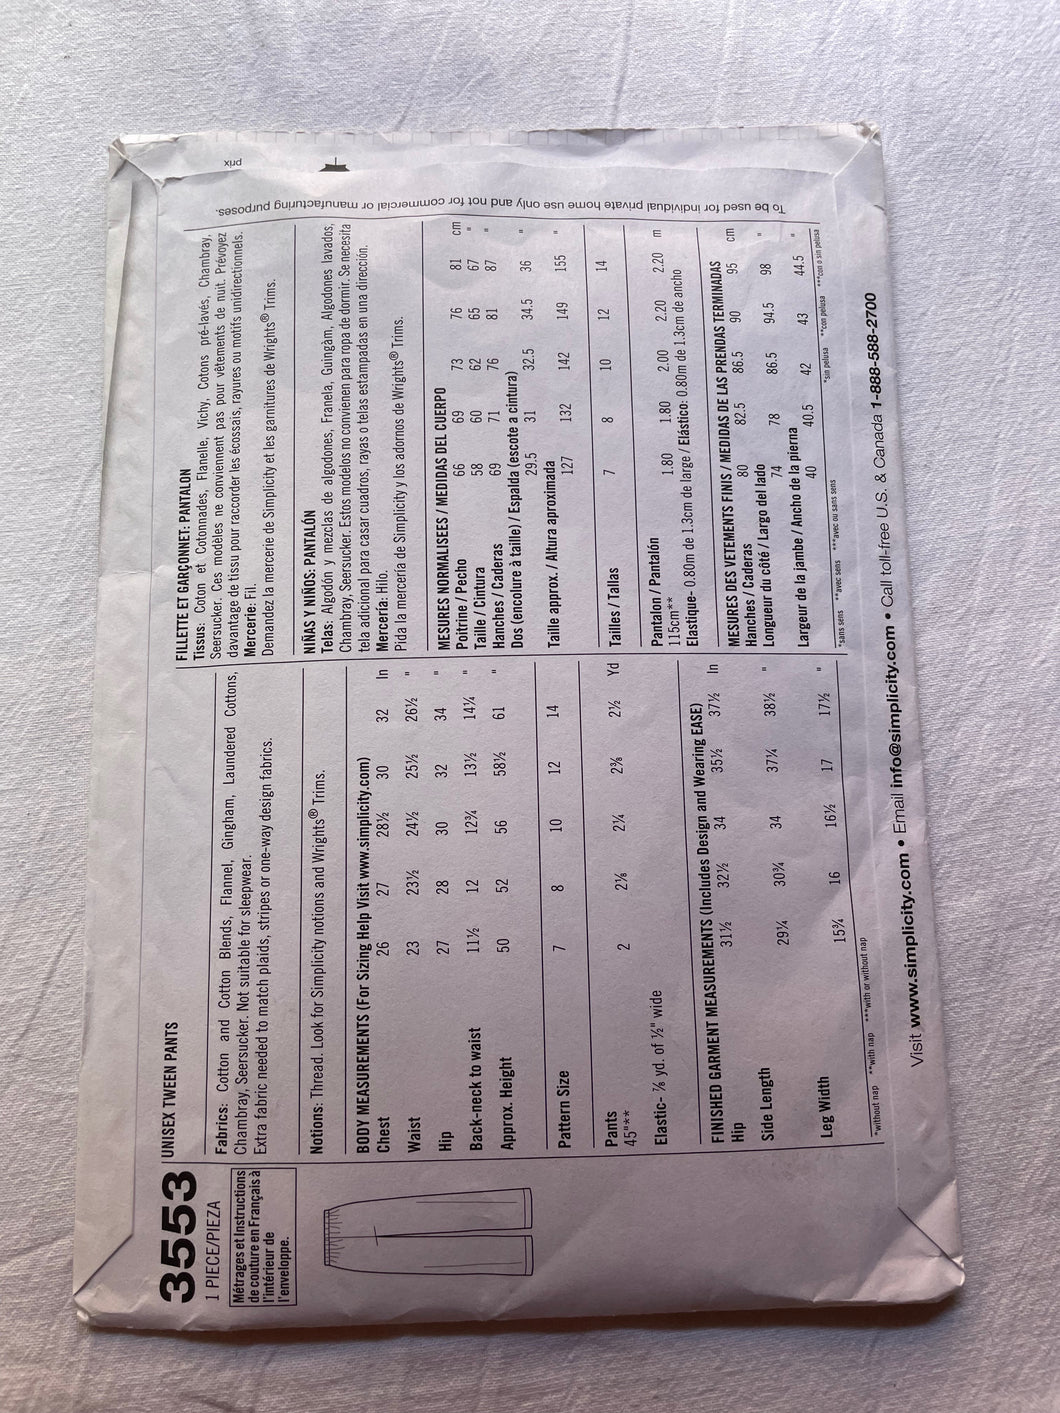 3553
1 PIECE/PIEZA
Métrages et Instructions
de couture en Français à
l'intérieur de
l'enveloppe.
UNISEX TWEEN PANTS
Fabrics: Cotton and Cotton Blends, Flannel, Gingham, Laundered Cottons,
Chambray, Seersucker. Not suitable for sleepwear.
Extra fabric needed to match plaids, stripes or one-way design fabrics.
Notions: Thread. Look for Simplicity notions and Wrights® Trims.
BODY MEASUREMENTS (For Sizing Help Visit www.simplicity.com)
Chest 26 27 28½ 30 32 In
Waist 23 23½ 24½ 25½ 26½ "
Hip 27 28 30 32 34 "
Back-neck to waist 11½ 12 12¾ 13½ 14¼ "
Approx. Height 50 52 56 58½ 61 "
Pattern Size 7 8 10 12 14
Pants
45"** 2 2⅛ 2¼ 2⅜ 2½ Yd
Elastic- ⅞ yd. of ½" wide
FINISHED GARMENT MEASUREMENTS (Includes Design and Wearing EASE)
Hip 31½ 32½ 34 35½ 37½ In
Side Length 29¼ 30¾ 34 37¼ 38½ "
Leg Width 15¾ 16 16½ 17 17½ "
*without nap **with nap ***with or without nap
FILLETTE ET GARÇONNET: PANTALON
Tissus: Coton et Cotonnades, Flanelle, Vichy, Cotons pré-lavés, Chambray,
Seersucker. Ces modèles ne conviennent pas pour vêtements de nuit. Prévoyez
davantage de tissu pour raccorder les écossais, rayures ou motifs unidirectionnels.
Mercerie: Fil.
Demandez la mercerie de Simplicity et les garnitures de Wrights® Trims.
NIÑAS Y NIÑOS: PANTALÓN
Telas: Algodón y mezclas de algodones, Franela, Guingàm, Algodones lavados,
Chambray, Seersucker. Estos modelos no convienen para ropa de dormir. Se necesita
tela adicional para casar cuadros, rayas o telas estampadas en una dirección.
Mercería: Hilo.
Pida la mercería de Simplicity y los adornos de Wrights® Trims.
MESURES NORMALISEES / MEDIDAS DEL CUERPO
Poitrine / Pecho 66 69 73 76 81 cm
Taille / Cintura 58 60 62 65 67 "
Hanches / Caderas 69 71 76 81 87 "
Dos (encolure à taille) / Espalda (escote a cintura)
29.5 31 32.5 34.5 36 "
Taille approx. / Altura aproximada
127 132 142 149 155 "
Tailles / Tallas 7 8 10 12 14
Pantalon / Pantalón
115cm** 1.80 1.80 2.00 2.20 2.20 m
Elastique- 0.80m de 1.3cm de large / Elástico: 0.80m de 1.3cm de ancho
MESURES DES VETEMENTS FINIS / MEDIDAS DE LAS PRENDAS TERMINADAS
Hanches / Caderas 80 82.5 86.5 90 95 cm
Longueur du côté / Largo del lado
74 78 86.5 94.5 98 "
Largeur de la jambe / Ancho de la pierna
40 40.5 42 43 44.5 "
*sans sens **avec sens ***avec ou sans sens *sin pelusa **con pelusa ***con o sin pelusa
Visit www.simplicity.com • Email info@simplicity.com • Call toll-free U.S. & Canada 1-888-588-2700
To be used for individual private home use only and not for commercial or manufacturing purposes.
prix